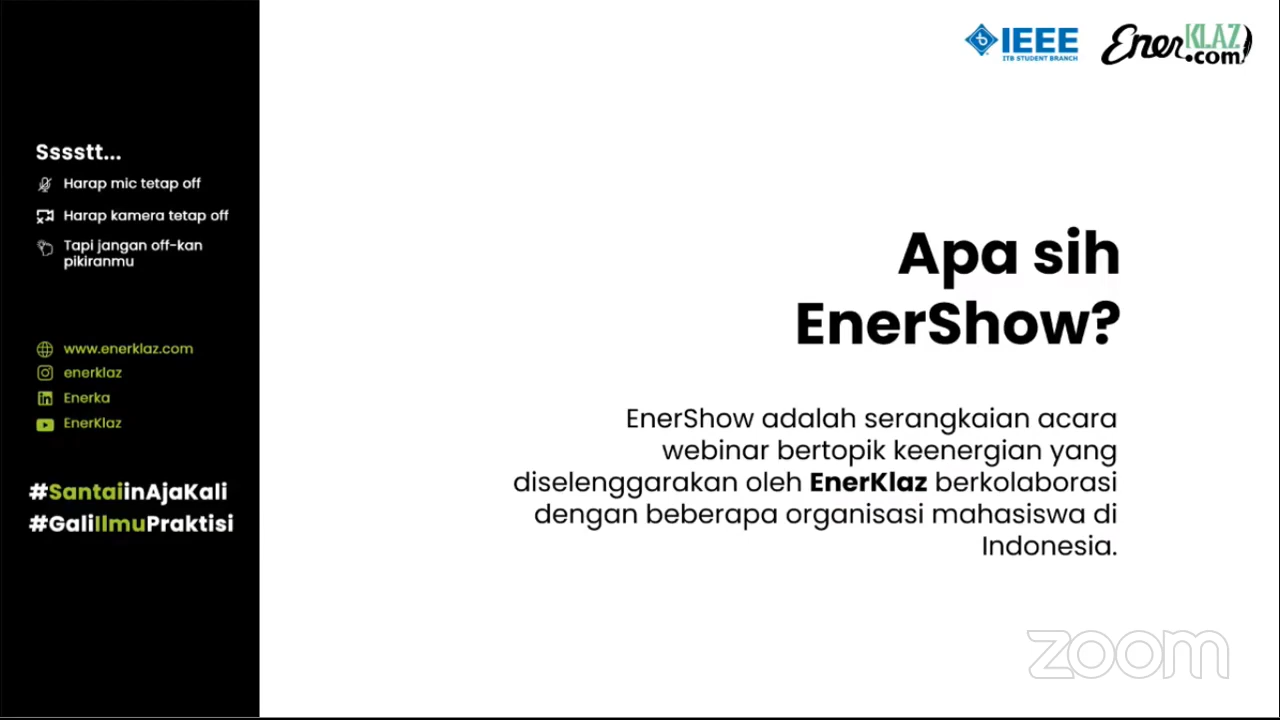 Sssstt...
Harap mic tetap off
Harap kamera tetap off
Tapi jangan off-kan
pikiranmu
www.enerklaz.com
enerklaz
Enerka
EnerKlaz
#SantaiinAjaKali
#GaliIlmuPraktisi
IEEE
ITB STUDENT BRANCH
EnerKLAZ
.com
Apa sih
EnerShow?
EnerShow adalah serangkaian acara
webinar bertopik keenergian yang
diselenggarakan oleh EnerKlaz berkolaborasi
dengan beberapa organisasi mahasiswa di
Indonesia.
zoom